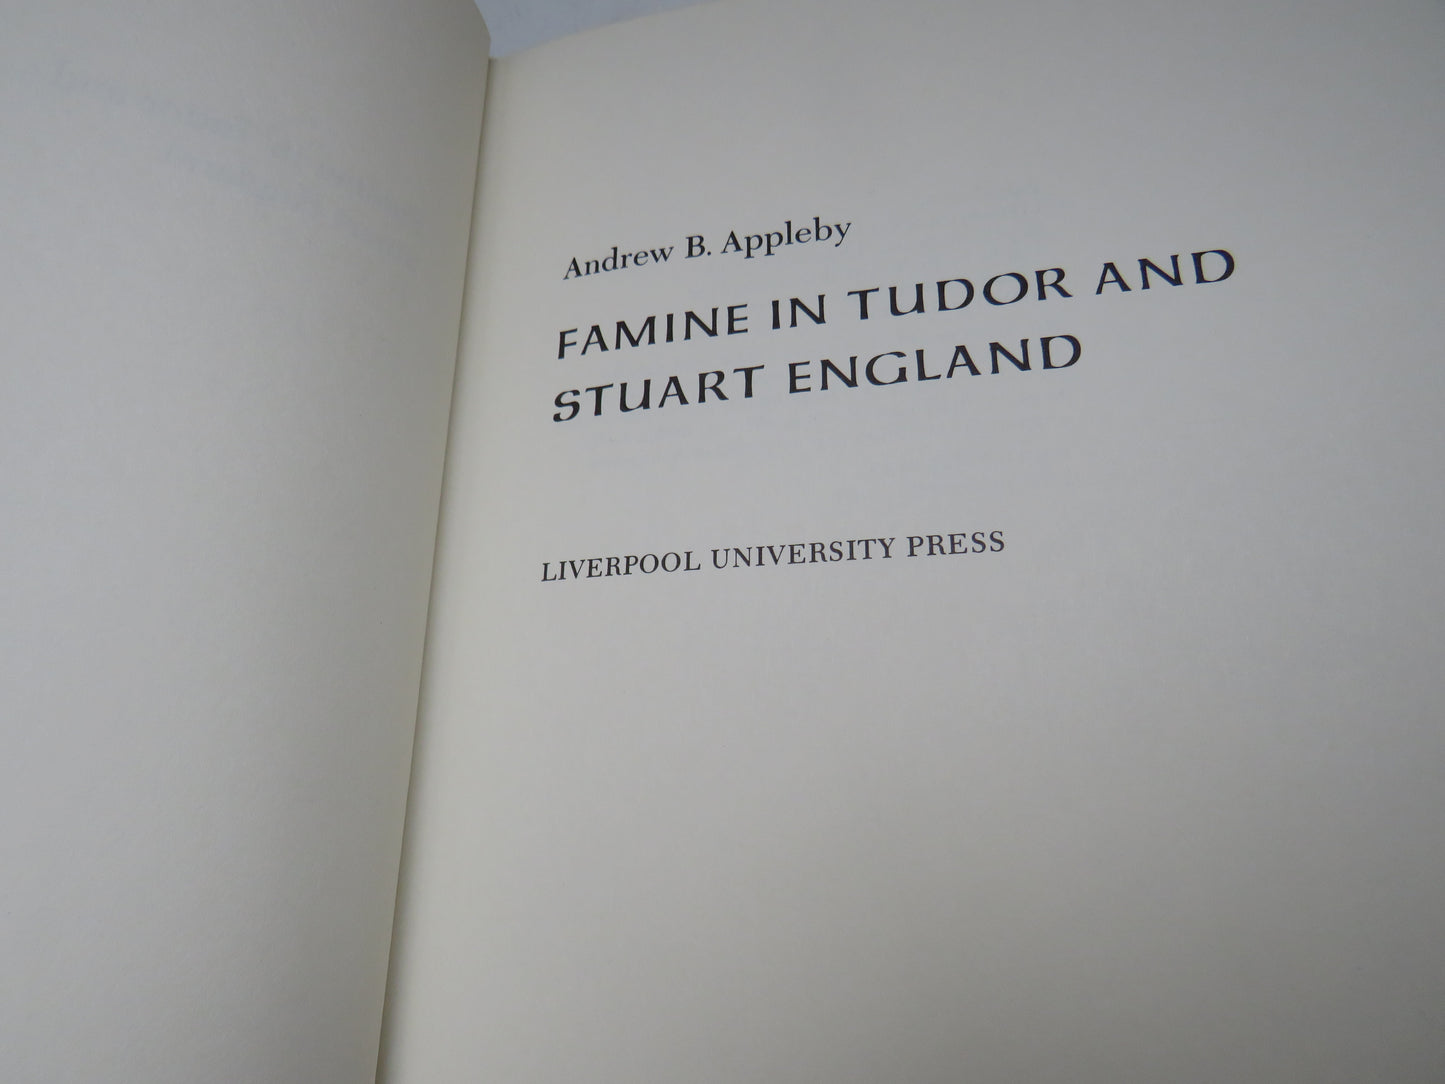 Andrew B. Appleby
FAMINE IN TUDOR AND
STUART ENGLAND
LIVERPOOL UNIVERSITY PRESS